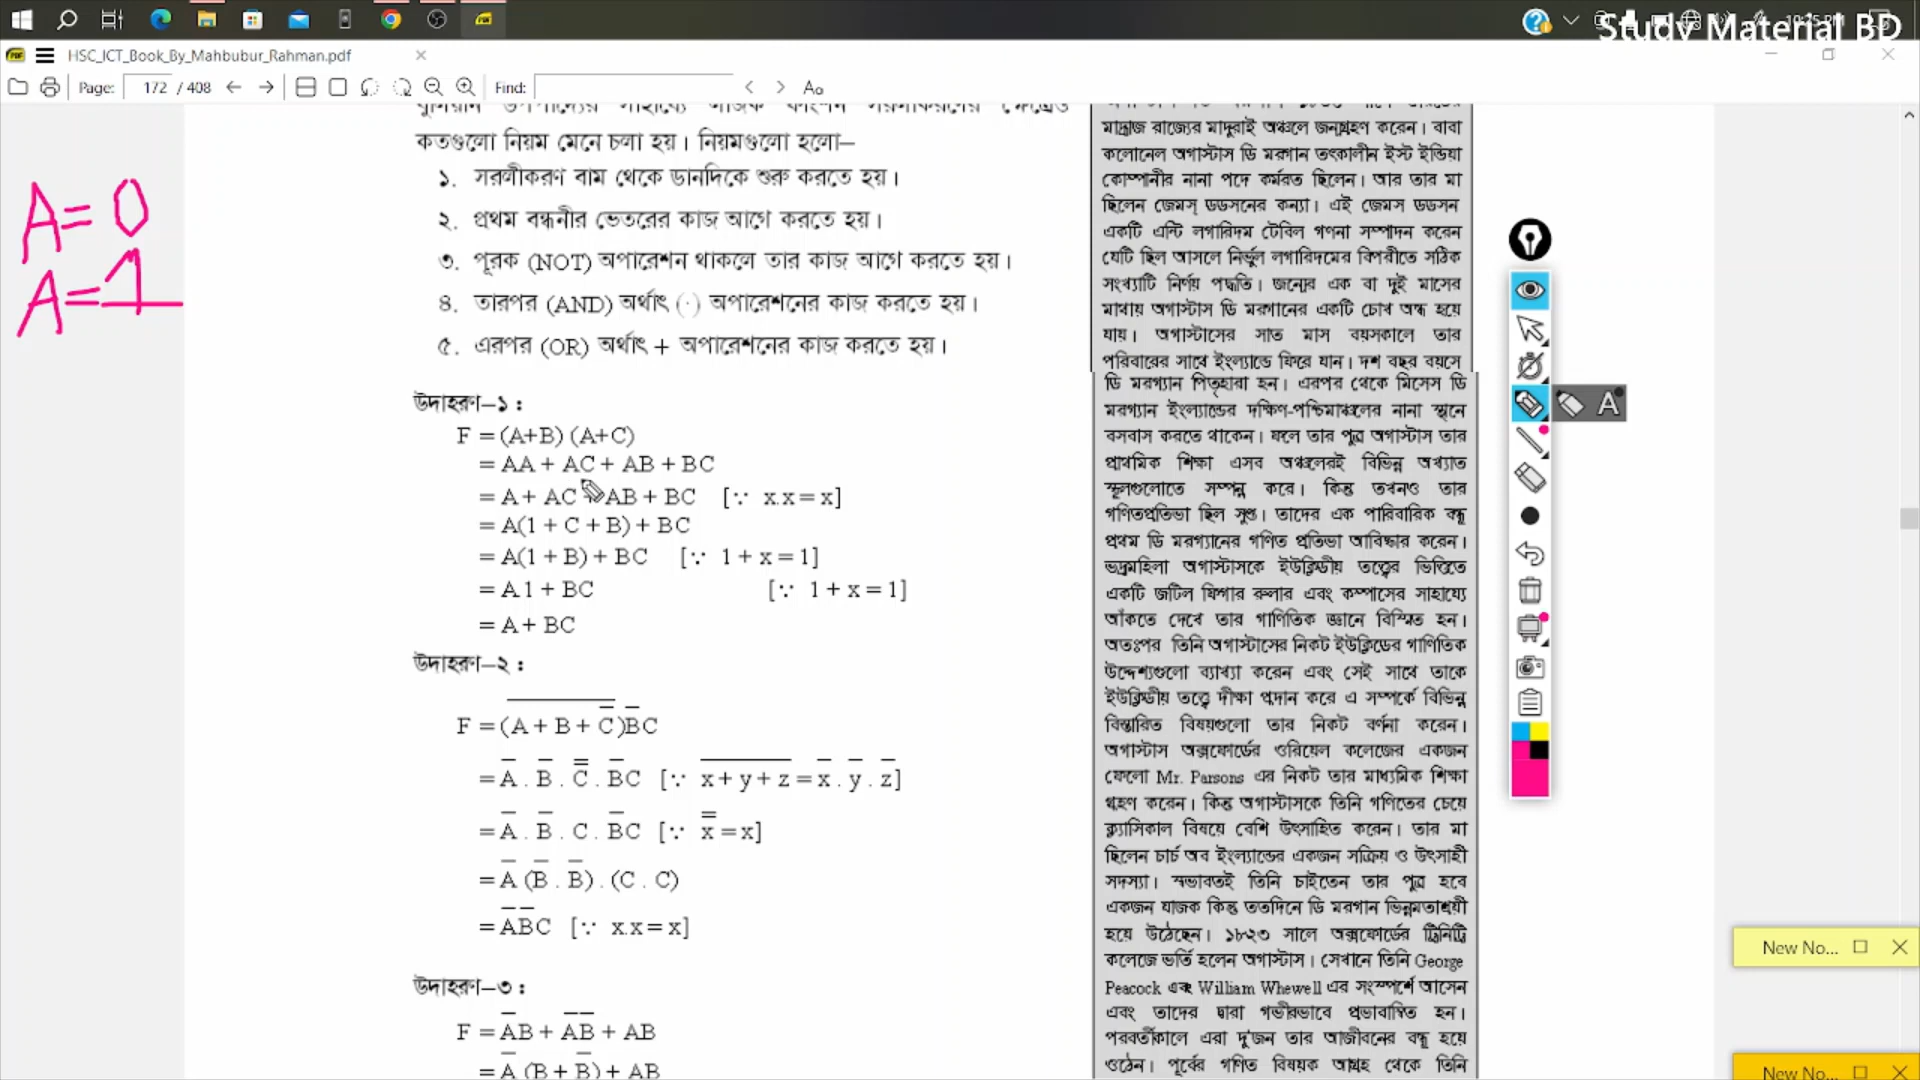 Study Material BD
HSC_ICT_Book_By_Mahbubur_Rahman.pdf
Page: 172 / 408
Find:
A= 0
A=1
কতগুলো নিয়ম মেনে চলা হয়। নিয়মগুলো হলো–
১. সরলীকরণ বাম থেকে ডানদিকে শুরু করতে হয়।
২. প্রথম বন্ধনীর ভেতরের কাজ আগে করতে হয়।
৩. পূরক (NOT) অপারেশন থাকলে তার কাজ আগে করতে হয়।
৪. তারপর (AND) অর্থাৎ (·) অপারেশনের কাজ করতে হয়।
৫. এরপর (OR) অর্থাৎ + অপারেশনের কাজ করতে হয়।
উদাহরণ–১ :
F = (A+B) (A+C)
= AA + AC + AB + BC
= A + AC + AB + BC [∵ x.x = x]
= A(1 + C + B) + BC
= A(1 + B) + BC [∵ 1 + x = 1]
= A.1 + BC [∵ 1 + x = 1]
= A + BC
উদাহরণ–২ :
F = (A + B + C̅)B̅C
= A̅ . B̅ . C̿ . B̅C [∵ x + y + z = x̅ . y̅ . z̅]
= A̅ . B̅ . C . B̅C [∵ x̿ = x]
= A̅ (B̅ . B̅) . (C . C)
= A̅B̅C [∵ x.x = x]
উদাহরণ–৩ :
F = A̅B + A̅B̅ + AB
= A̅ (B + B̅) + AB
মাদ্রাজ রাজ্যের মাদুরাই অঞ্চলে জন্মগ্রহণ করেন। বাবা
কলোনেল অগাস্টাস ডি মরগান তৎকালীন ইস্ট ইন্ডিয়া
কোম্পানীর নানা পদে কর্মরত ছিলেন। আর তার মা
ছিলেন জেমস্ ডডসনের কন্যা। এই জেমস ডডসন
একটি এন্টি লগারিদম টেবিল গণনা সম্পাদন করেন
যেটি ছিল আসলে নির্ভুল লগারিদমের বিপরীতে সঠিক
সংখ্যাটি নির্ণয় পদ্ধতি। জন্মের এক বা দুই মাসের
মাথায় অগাস্টাস ডি মরগানের একটি চোখ অন্ধ হয়ে
যায়। অগাস্টাসের সাত মাস বয়সকালে তার
পরিবারের সাথে ইংল্যান্ডে ফিরে যান। দশ বছর বয়সে
ডি মরগ্যান পিতৃহারা হন। এরপর থেকে মিসেস ডি
মরগ্যান ইংল্যান্ডের দক্ষিণ-পশ্চিমাঞ্চলের নানা স্থানে
বসবাস করতে থাকেন। ফলে তার পুত্র অগাস্টাস তার
প্রাথমিক শিক্ষা এসব অঞ্চলেরই বিভিন্ন অখ্যাত
স্কুলগুলোতে সম্পন্ন করে। কিন্তু তখনও তার
গণিতপ্রতিভা ছিল সুপ্ত। তাদের এক পারিবারিক বন্ধু
প্রথম ডি মরগ্যানের গণিত প্রতিভা আবিষ্কার করেন।
ভদ্রমহিলা অগাস্টাসকে ইউক্লিডীয় তত্ত্বের ভিত্তিতে
একটি জটিল ফিগার রুলার এবং কম্পাসের সাহায্যে
আঁকতে দেখে তার গাণিতিক জ্ঞানে বিস্মিত হন।
অতঃপর তিনি অগাস্টাসের নিকট ইউক্লিডের গাণিতিক
উদ্দেশ্যগুলো ব্যাখ্যা করেন এবং সেই সাথে তাকে
ইউক্লিডীয় তত্ত্বে দীক্ষা প্রদান করে এ সম্পর্কে বিভিন্ন
বিস্তারিত বিষয়গুলো তার নিকট বর্ণনা করেন।
অগাস্টাস অক্সফোর্ডের ওরিয়েল কলেজের একজন
ফেলো Mr. Parsons এর নিকট তার মাধ্যমিক শিক্ষা
গ্রহণ করেন। কিন্তু অগাস্টাসকে তিনি গণিতের চেয়ে
ক্ল্যাসিকাল বিষয়ে বেশি উৎসাহিত করেন। তার মা
ছিলেন চার্চ অব ইংল্যান্ডের একজন সক্রিয় ও উৎসাহী
সদস্যা। স্বভাবতই তিনি চাইতেন তার পুত্র হবে
একজন যাজক কিন্তু ততদিনে ডি মরগান ভিন্নমতাশ্রয়ী
হয়ে উঠেছেন। ১৮২৩ সালে অক্সফোর্ডের ট্রিনিট্রি
কলেজে ভর্তি হলেন অগাস্টাস। সেখানে তিনি George
Peacock এবং William Whewell এর সংস্পর্শে আসেন
এবং তাদের দ্বারা গভীরভাবে প্রভাবান্বিত হন।
পরবর্তীকালে এরা দু'জন তার আজীবনের বন্ধু হয়ে
ওঠেন। পূর্বের গণিত বিষয়ক আগ্রহ থেকে তিনি
New No...
New No...